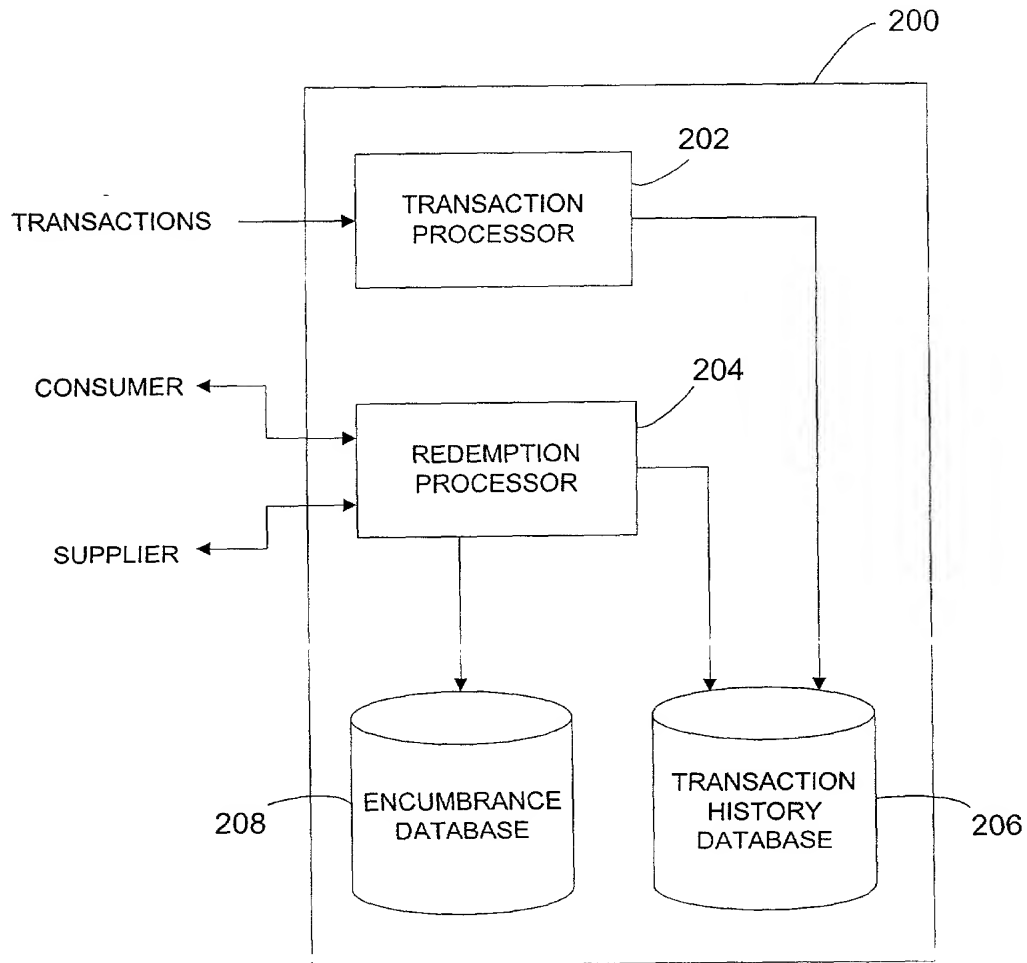 200
202
TRANSACTIONS
TRANSACTION
PROCESSOR
CONSUMER
204
REDEMPTION
PROCESSOR
SUPPLIER
208
ENCUMBRANCE
DATABASE
TRANSACTION
HISTORY
DATABASE
206